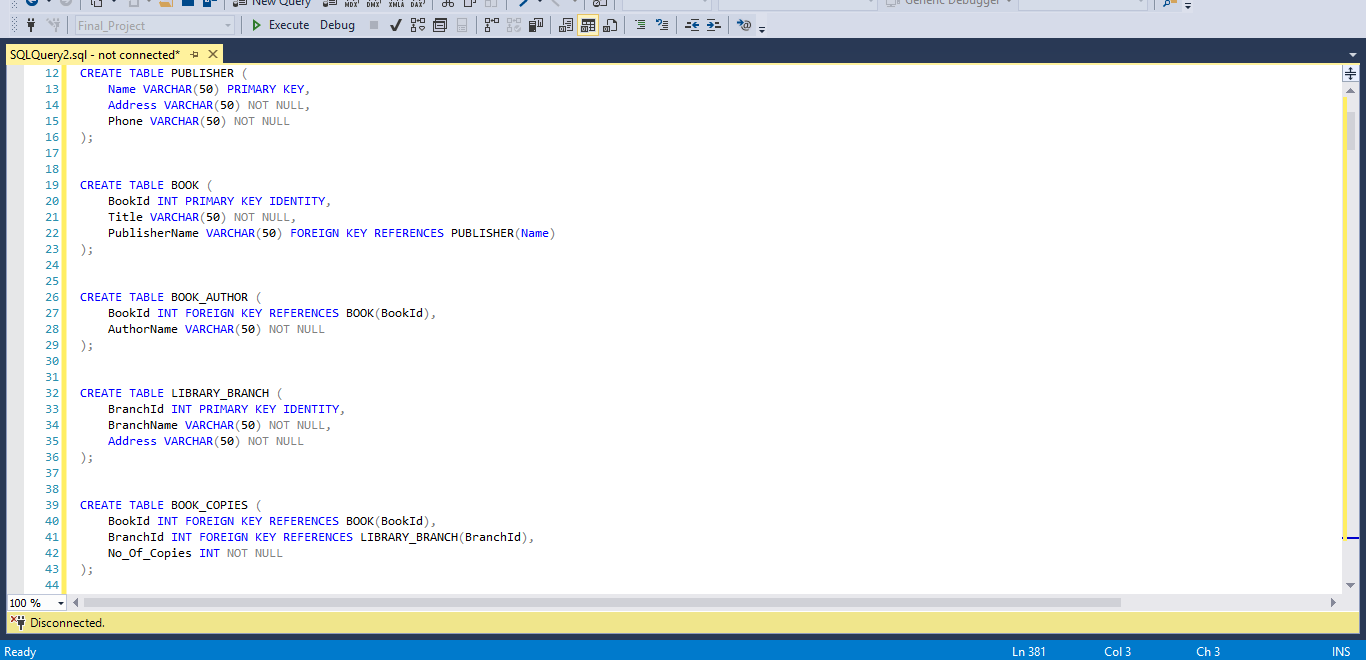 New Query MDX DMX XMLA DAX Generic Debugger
Final_Project Execute Debug
SQLQuery2.sql - not connected*
12 CREATE TABLE PUBLISHER (
13 Name VARCHAR(50) PRIMARY KEY,
14 Address VARCHAR(50) NOT NULL,
15 Phone VARCHAR(50) NOT NULL
16 );
17
18
19 CREATE TABLE BOOK (
20 BookId INT PRIMARY KEY IDENTITY,
21 Title VARCHAR(50) NOT NULL,
22 PublisherName VARCHAR(50) FOREIGN KEY REFERENCES PUBLISHER(Name)
23 );
24
25
26 CREATE TABLE BOOK_AUTHOR (
27 BookId INT FOREIGN KEY REFERENCES BOOK(BookId),
28 AuthorName VARCHAR(50) NOT NULL
29 );
30
31
32 CREATE TABLE LIBRARY_BRANCH (
33 BranchId INT PRIMARY KEY IDENTITY,
34 BranchName VARCHAR(50) NOT NULL,
35 Address VARCHAR(50) NOT NULL
36 );
37
38
39 CREATE TABLE BOOK_COPIES (
40 BookId INT FOREIGN KEY REFERENCES BOOK(BookId),
41 BranchId INT FOREIGN KEY REFERENCES LIBRARY_BRANCH(BranchId),
42 No_Of_Copies INT NOT NULL
43 );
44
100 %
Disconnected.
Ready Ln 381 Col 3 Ch 3 INS